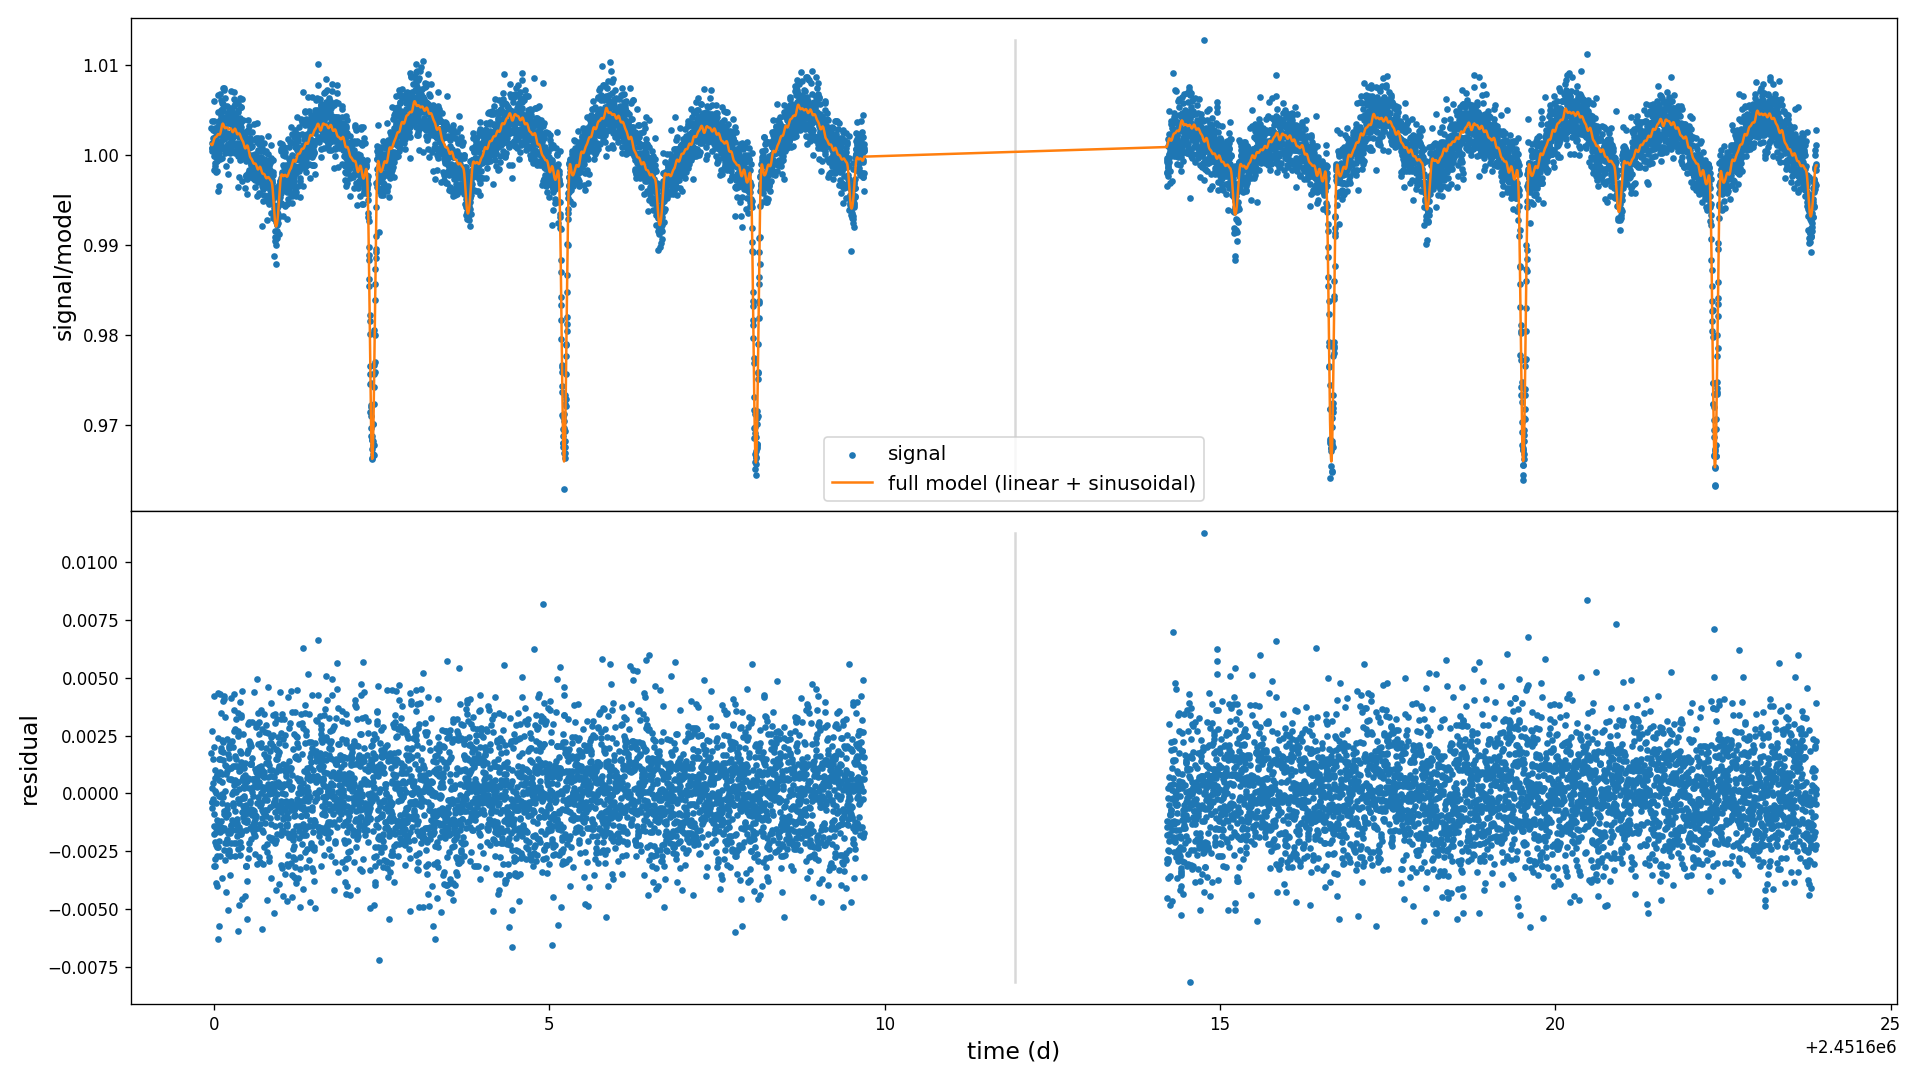 1.01
1.00
0.99
0.98
0.97
signal/model
signal
full model (linear + sinusoidal)
0.0100
0.0075
0.0050
0.0025
0.0000
−0.0025
−0.0050
−0.0075
residual
0 5 10 15 20 25
time (d)
+2.4516e6